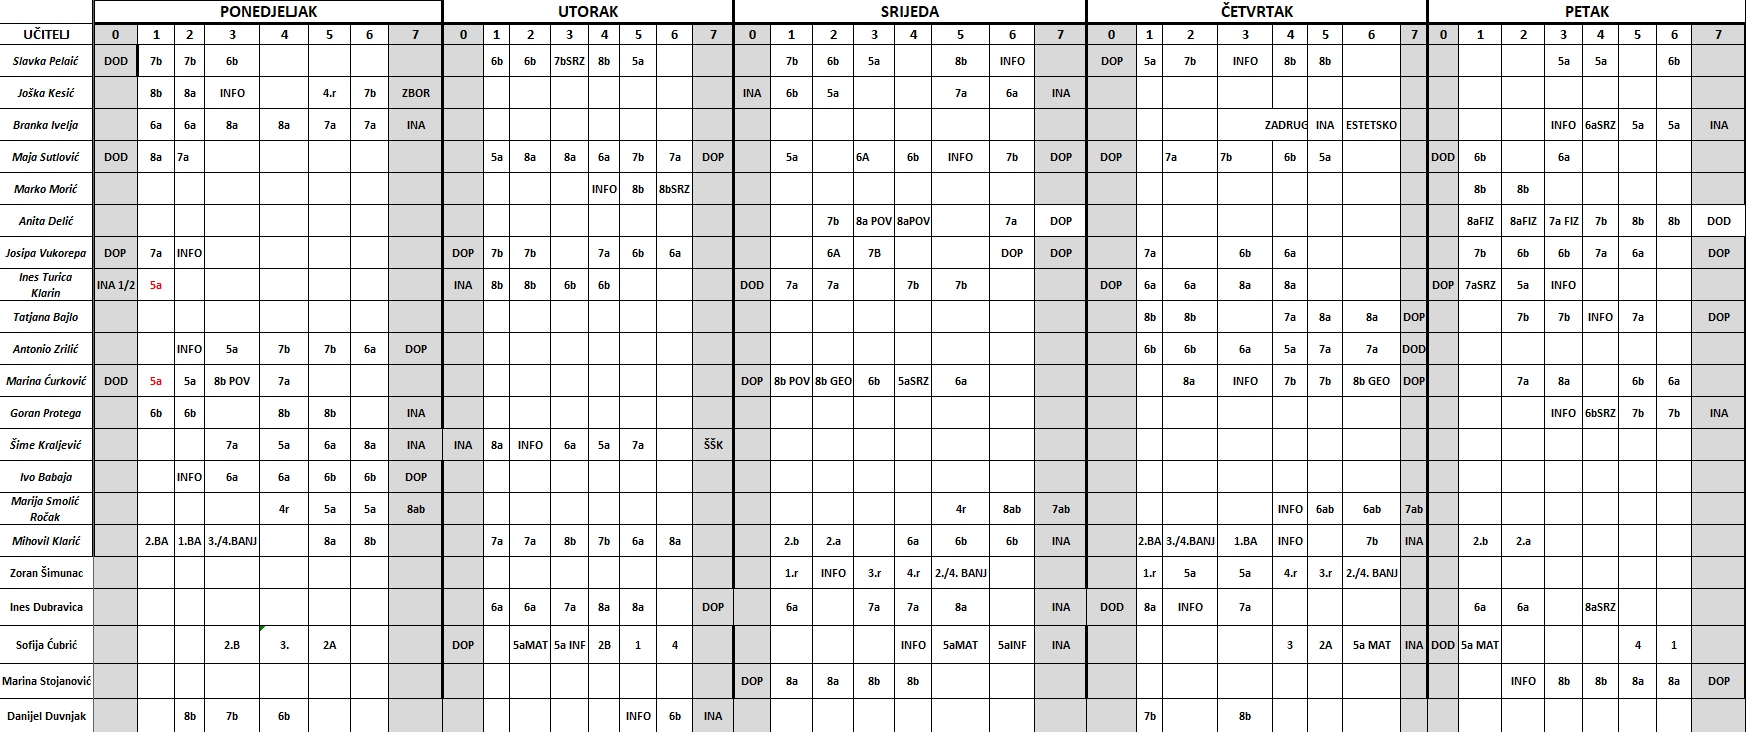 PONEDJELJAK UTORAK SRIJEDA ČETVRTAK PETAK
UČITELJ 0 1 2 3 4 5 6 7 0 1 2 3 4 5 6 7 0 1 2 3 4 5 6 7 0 1 2 3 4 5 6 7 0 1 2 3 4 5 6 7
Slavka Pelaić DOD 7b 7b 6b 6b 6b 7bSRZ 8b 5a 7b 6b 5a 8b INFO DOP 5a 7b INFO 8b 8b 5a 5a 6b
Joška Kesić 8b 8a INFO 4.r 7b ZBOR INA 6b 5a 7a 6a INA
Branka Ivelja 6a 6a 8a 8a 7a 7a INA ZADRUG INA ESTETSKO INFO 6aSRZ 5a 5a INA
Maja Sutlović DOD 8a 7a 5a 8a 8a 6a 7b 7a DOP 5a 6A 6b INFO 7b DOP DOP 7a 7b 6b 5a DOD 6b 6a
Marko Morić INFO 8b 8bSRZ 8b 8b
Anita Delić 7b 8a POV 8aPOV 7a DOP 8aFIZ 8aFIZ 7a FIZ 7b 8b 8b DOD
Josipa Vukorepa DOP 7a INFO DOP 7b 7b 7a 6b 6a 6A 7B DOP DOP 7a 6b 6a 7b 6b 6b 7a 6a DOP
Ines Turica
Klarin INA 1/2 5a INA 8b 8b 6b 6b DOD 7a 7a 7b 7b DOP 6a 6a 8a 8a DOP 7aSRZ 5a INFO
Tatjana Bajlo 8b 8b 7a 8a 8a DOP 7b 7b INFO 7a DOP
Antonio Zrilić INFO 5a 7b 7b 6a DOP 6b 6b 6a 5a 7a 7a DOD
Marina Ćurković DOD 5a 5a 8b POV 7a DOP 8b POV 8b GEO 6b 5aSRZ 6a 8a INFO 7b 7b 8b GEO DOP 7a 8a 6b 6a
Goran Protega 6b 6b 8b 8b INA INFO 6bSRZ 7b 7b INA
Šime Kraljević 7a 5a 6a 8a INA INA 8a INFO 6a 5a 7a ŠŠK
Ivo Babaja INFO 6a 6a 6b 6b DOP
Marija Smolić
Ročak 4r 5a 5a 8ab 4r 8ab 7ab INFO 6ab 6ab 7ab
Mihovil Klarić 2.BA 1.BA 3./4.BANJ 8a 8b 7a 7a 8b 7b 6a 8a 2.b 2.a 6a 6b 6b INA 2.BA 3./4.BANJ 1.BA INFO 7b INA 2.b 2.a
Zoran Šimunac 1.r INFO 3.r 4.r 2./4. BANJ 1.r 5a 5a 4.r 3.r 2./4. BANJ
Ines Dubravica 6a 6a 7a 8a 8a DOP 6a 7a 7a 8a INA DOD 8a INFO 7a 6a 6a 8aSRZ
Sofija Ćubrić 2.B 3. 2A DOP 5aMAT 5a INF 2B 1 4 INFO 5aMAT 5aINF INA 3 2A 5a MAT INA DOD 5a MAT 4 1
Marina Stojanović DOP 8a 8a 8b 8b INFO 8b 8b 8a 8a DOP
Danijel Duvnjak 8b 7b 6b INFO 6b INA 7b 8b